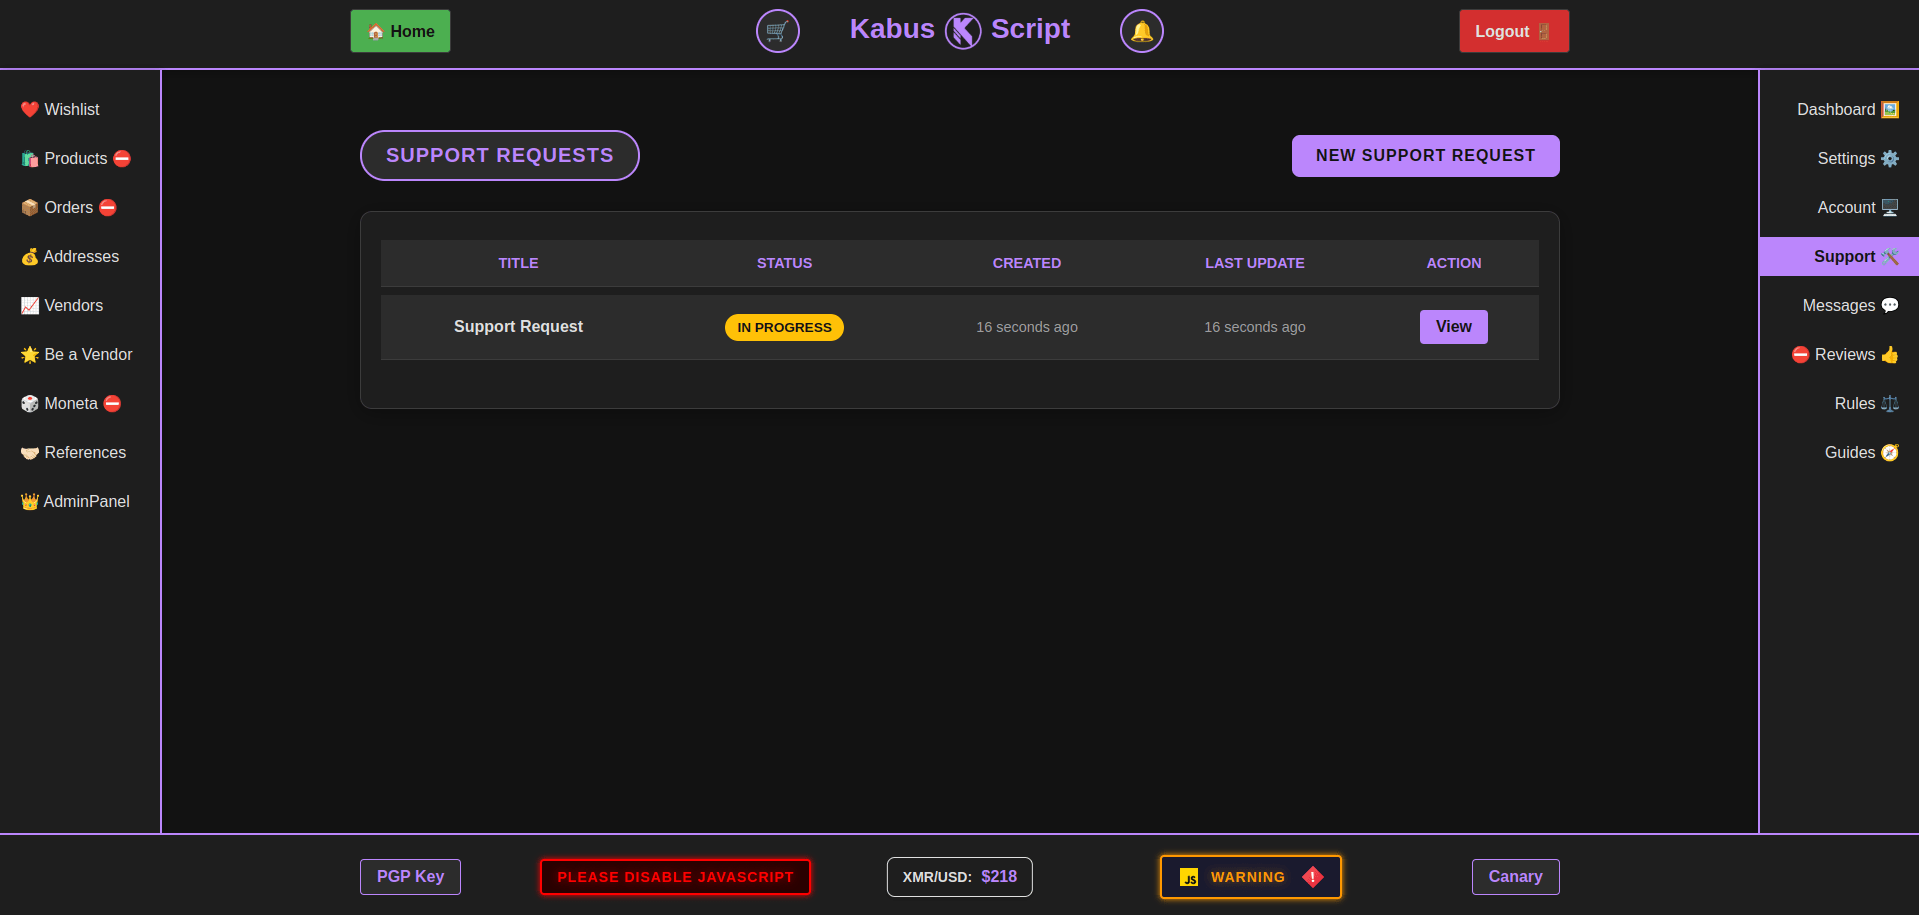 Home
Kabus Script
Logout
Wishlist
Products
Orders
Addresses
Vendors
Be a Vendor
Moneta
References
AdminPanel
SUPPORT REQUESTS
NEW SUPPORT REQUEST
TITLE STATUS CREATED LAST UPDATE ACTION
Support Request IN PROGRESS 16 seconds ago 16 seconds ago View
Dashboard
Settings
Account
Support
Messages
Reviews
Rules
Guides
PGP Key
PLEASE DISABLE JAVASCRIPT
XMR/USD: $218
JS WARNING
Canary